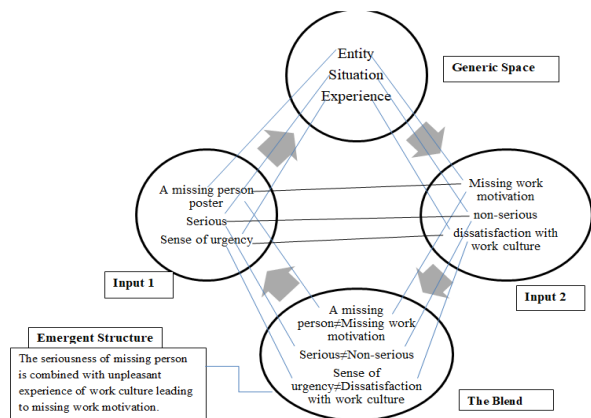 Entity
Situation
Experience
Generic Space
A missing person
poster
Serious
Sense of urgency
Input 1
Missing work
motivation
non-serious
dissatisfaction with
work culture
Input 2
A missing
person≠Missing work
motivation
Serious≠Non-serious
Sense of
urgency≠Dissatisfaction
with work culture
The Blend
Emergent Structure
The seriousness of missing person
is combined with unpleasant
experience of work culture leading
to missing work motivation.